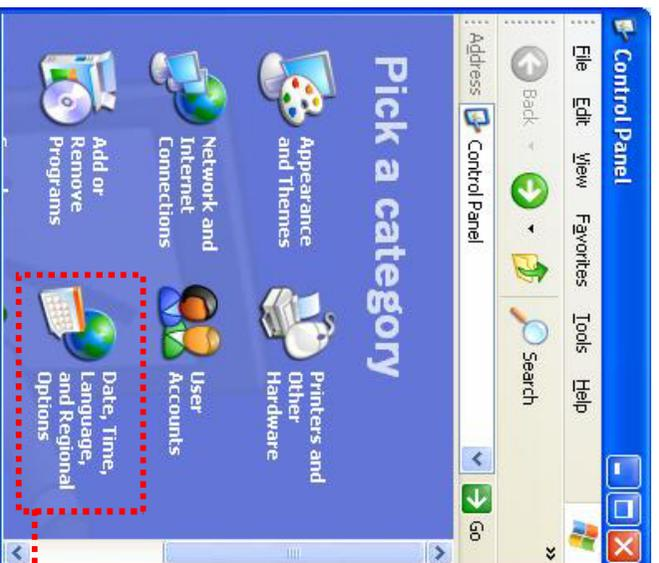 Control Panel
File Edit View Favorites Tools Help
Back Search »
Address Control Panel Go
Pick a category
Appearance
and Themes
Printers and
Other
Hardware
Network and
Internet
Connections
User
Accounts
Add or
Remove
Programs
Date, Time,
Language,
and Regional
Options